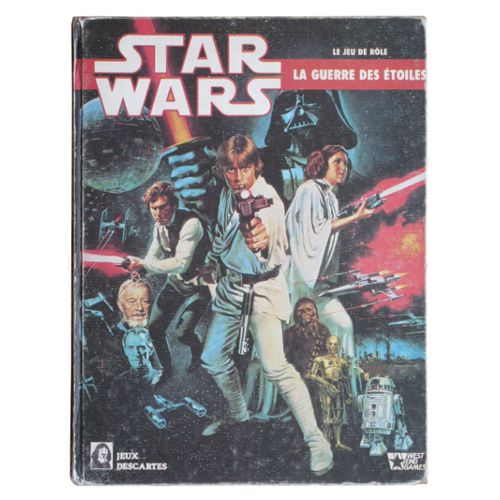 STAR
WARS
LE JEU DE RÔLE
LA GUERRE DES ÉTOILES
JEUX
DESCARTES
WEST
END
GAMES